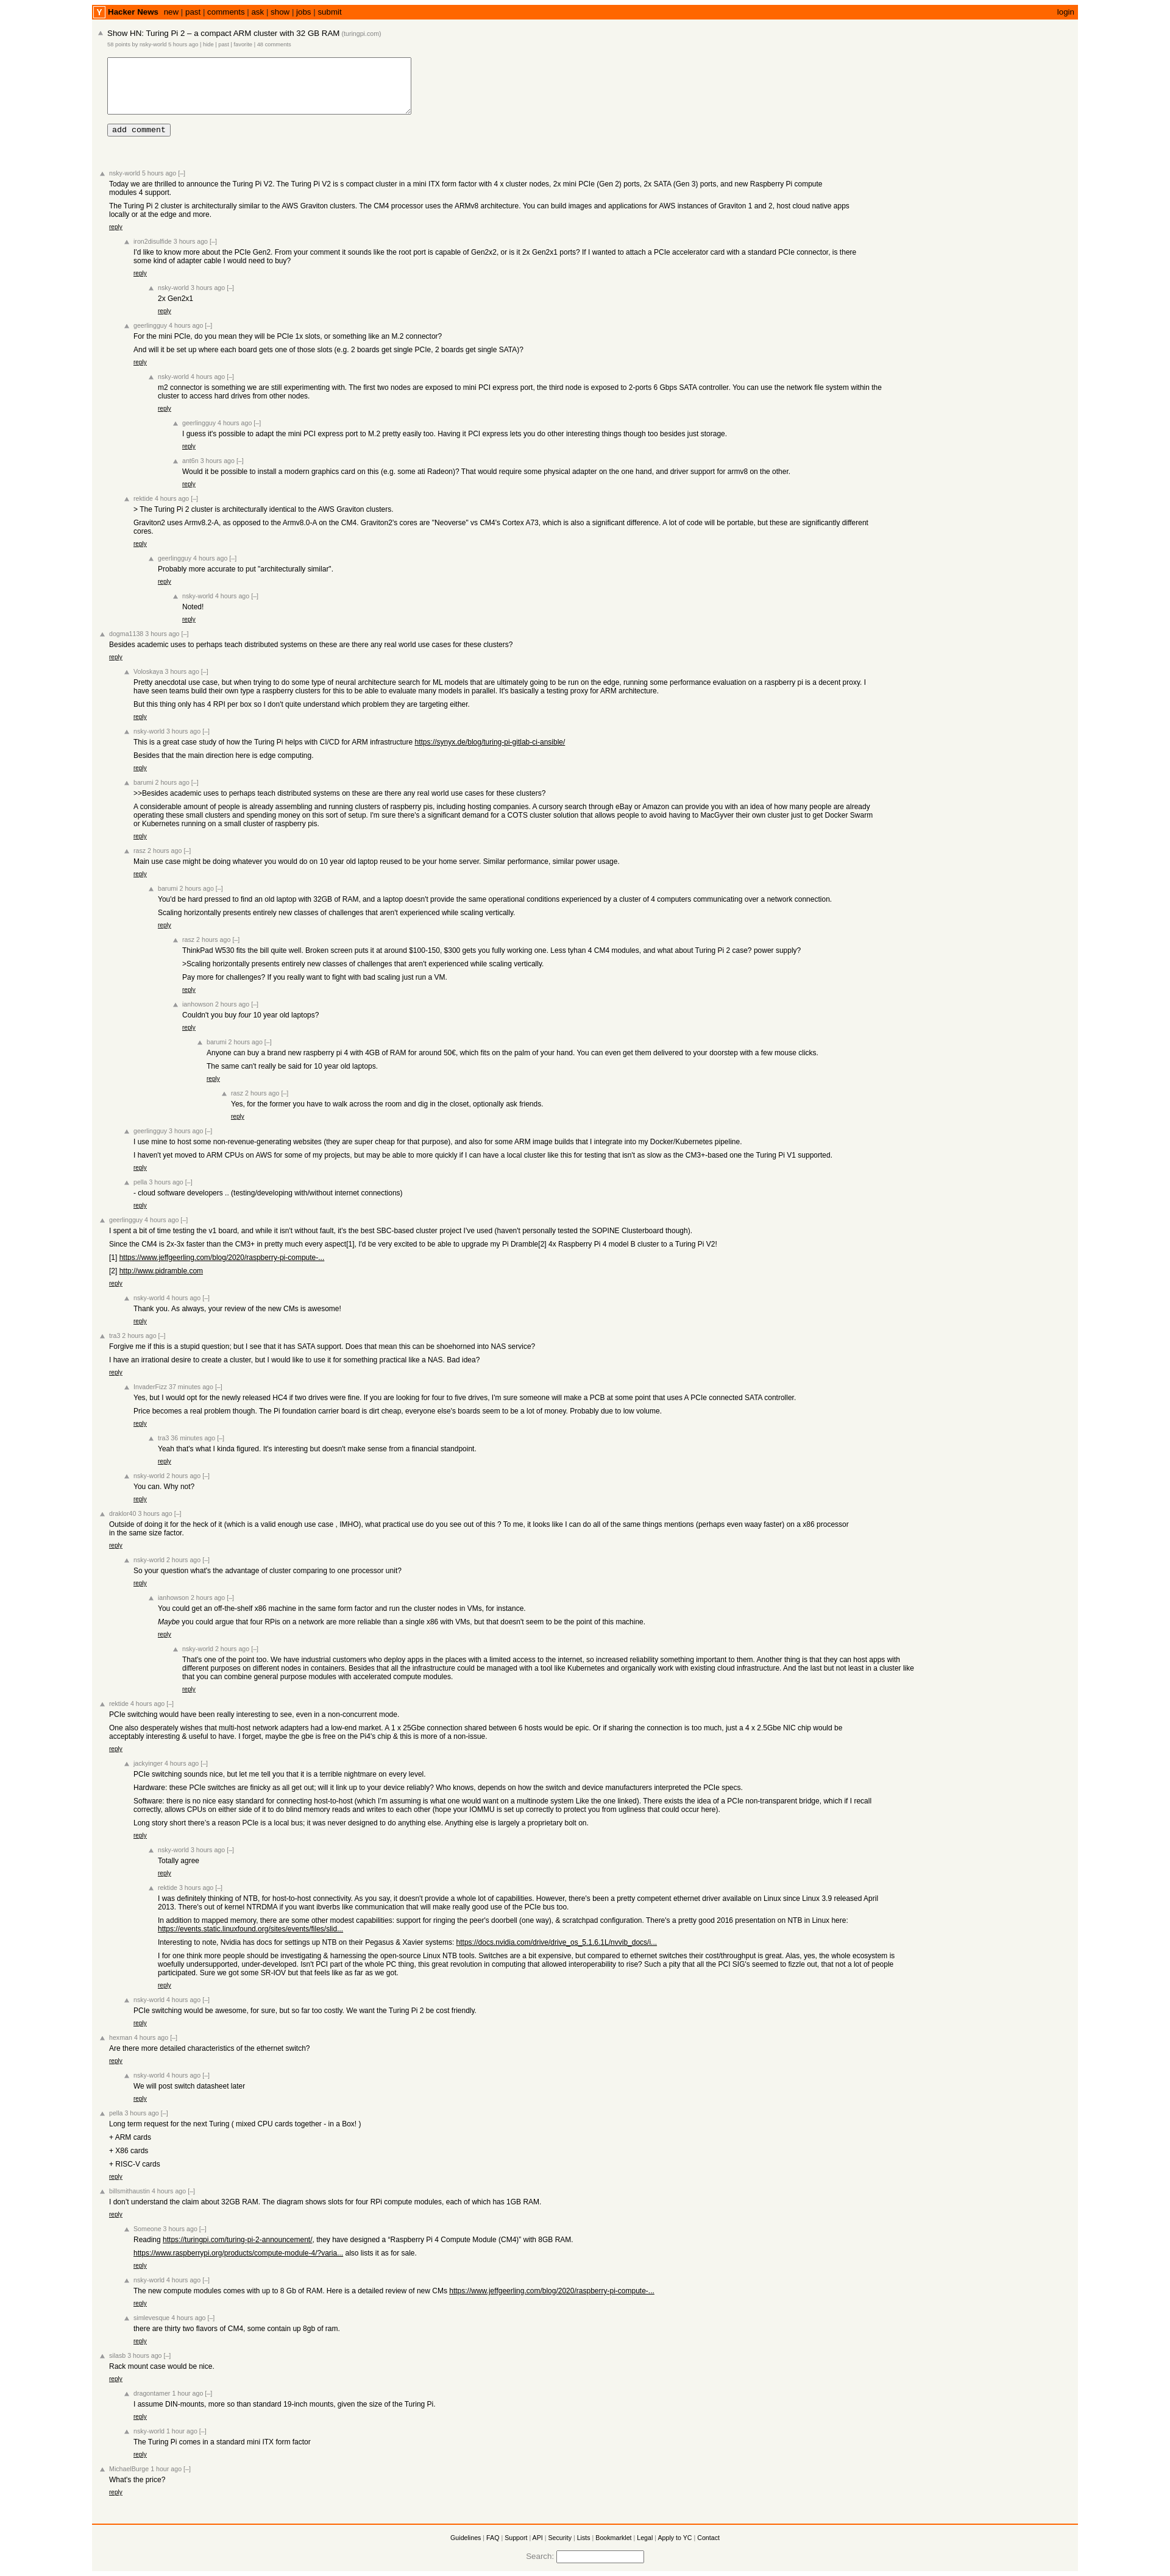 Y Hacker News new | past | comments | ask | show | jobs | submit login
Show HN: Turing Pi 2 – a compact ARM cluster with 32 GB RAM (turingpi.com)
59 points by nsky-world 5 hours ago | hide | past | favorite | 48 comments
add comment
nsky-world 5 hours ago [–]
Today we are thrilled to announce the Turing Pi V2. The Turing Pi V2 is s compact cluster in a mini ITX form factor with 4 x cluster nodes, 2x mini PCIe (Gen 2) ports, 2x SATA (Gen 3) ports, and new Raspberry Pi compute
modules 4 support.
The Turing Pi 2 cluster is architecturally similar to the AWS Graviton clusters. The CM4 processor uses the ARMv8 architecture. You can build images and applications for AWS instances of Graviton 1 and 2, host cloud native apps
locally or at the edge and more.
reply
iron2disulfide 3 hours ago [–]
I'd like to know more about the PCIe Gen2. From your comment it sounds like the root port is capable of Gen2x2, or is it 2x Gen2x1 ports? If I wanted to attach a PCIe accelerator card with a standard PCIe connector, is there
some kind of adapter cable I would need to buy?
reply
nsky-world 3 hours ago [–]
2x Gen2x1
reply
geerlingguy 4 hours ago [–]
For the mini PCIe, do you mean they will be PCIe 1x slots, or something like an M.2 connector?
And will it be set up where each board gets one of those slots (e.g. 2 boards get single PCIe, 2 boards get single SATA)?
reply
nsky-world 4 hours ago [–]
m2 connector is something we are still experimenting with. The first two nodes are exposed to mini PCI express port, the third node is exposed to 2-ports 6 Gbps SATA controller. You can use the network file system within the
cluster to access hard drives from other nodes.
reply
geerlingguy 4 hours ago [–]
I guess it's possible to adapt the mini PCI express port to M.2 pretty easily too. Having it PCI express lets you do other interesting things though too besides just storage.
reply
ant6n 3 hours ago [–]
Would it be possible to install a modern graphics card on this (e.g. some ati Radeon)? That would require some physical adapter on the one hand, and driver support for armv8 on the other.
reply
rektide 4 hours ago [–]
> The Turing Pi 2 cluster is architecturally identical to the AWS Graviton clusters.
Graviton2 uses Armv8.2-A, as opposed to the Armv8.0-A on the CM4. Graviton2's cores are "Neoverse" vs CM4's Cortex A73, which is also a significant difference. A lot of code will be portable, but these are significantly different
cores.
reply
geerlingguy 4 hours ago [–]
Probably more accurate to put "architecturally similar".
reply
nsky-world 4 hours ago [–]
Noted!
reply
dogma1138 3 hours ago [–]
Besides academic uses to perhaps teach distributed systems on these are there any real world use cases for these clusters?
reply
Voloskaya 3 hours ago [–]
Pretty anecdotal use case, but when trying to do some type of neural architecture search for ML models that are ultimately going to be run on the edge, running some performance evaluation on a raspberry pi is a decent proxy. I
have seen teams build their own type a raspberry clusters for this to be able to evaluate many models in parallel. It's basically a testing proxy for ARM architecture.
But this thing only has 4 RPI per box so I don't quite understand which problem they are targeting either.
reply
nsky-world 3 hours ago [–]
This is a great case study of how the Turing Pi helps with CI/CD for ARM infrastructure https://synyx.de/blog/turing-pi-gitlab-ci-ansible/
Besides that the main direction here is edge computing.
reply
barumi 2 hours ago [–]
>>Besides academic uses to perhaps teach distributed systems on these are there any real world use cases for these clusters?
A considerable amount of people is already assembling and running clusters of raspberry pis, including hosting companies. A cursory search through eBay or Amazon can provide you with an idea of how many people are already
operating these small clusters and spending money on this sort of setup. I'm sure there's a significant demand for a COTS cluster solution that allows people to avoid having to MacGyver their own cluster just to get Docker Swarm
or Kubernetes running on a small cluster of raspberry pis.
reply
rasz 2 hours ago [–]
Main use case might be doing whatever you would do on 10 year old laptop reused to be your home server. Similar performance, similar power usage.
reply
barumi 2 hours ago [–]
You'd be hard pressed to find an old laptop with 32GB of RAM, and a laptop doesn't provide the same operational conditions experienced by a cluster of 4 computers communicating over a network connection.
Scaling horizontally presents entirely new classes of challenges that aren't experienced while scaling vertically.
reply
rasz 2 hours ago [–]
ThinkPad W530 fits the bill quite well. Broken screen puts it at around $100-150, $300 gets you fully working one. Less tyhan 4 CM4 modules, and what about Turing Pi 2 case? power supply?
>Scaling horizontally presents entirely new classes of challenges that aren't experienced while scaling vertically.
Pay more for challenges? If you really want to fight with bad scaling just run a VM.
reply
ianhowson 2 hours ago [–]
Couldn't you buy four 10 year old laptops?
reply
barumi 2 hours ago [–]
Anyone can buy a brand new raspberry pi 4 with 4GB of RAM for around 50€, which fits on the palm of your hand. You can even get them delivered to your doorstep with a few mouse clicks.
The same can't really be said for 10 year old laptops.
reply
rasz 2 hours ago [–]
Yes, for the former you have to walk across the room and dig in the closet, optionally ask friends.
reply
geerlingguy 3 hours ago [–]
I use mine to host some non-revenue-generating websites (they are super cheap for that purpose), and also for some ARM image builds that I integrate into my Docker/Kubernetes pipeline.
I haven't yet moved to ARM CPUs on AWS for some of my projects, but may be able to more quickly if I can have a local cluster like this for testing that isn't as slow as the CM3+-based one the Turing Pi V1 supported.
reply
pella 3 hours ago [–]
- cloud software developers .. (testing/developing with/without internet connections)
reply
geerlingguy 4 hours ago [–]
I spent a bit of time testing the v1 board, and while it isn't without fault, it's the best SBC-based cluster project I've used (haven't personally tested the SOPINE Clusterboard though).
Since the CM4 is 2x-3x faster than the CM3+ in pretty much every aspect[1], I'd be very excited to be able to upgrade my Pi Dramble[2] 4x Raspberry Pi 4 model B cluster to a Turing Pi V2!
[1] https://www.jeffgeerling.com/blog/2020/raspberry-pi-compute-...
[2] http://www.pidramble.com
reply
nsky-world 4 hours ago [–]
Thank you. As always, your review of the new CMs is awesome!
reply
tra3 2 hours ago [–]
Forgive me if this is a stupid question; but I see that it has SATA support. Does that mean this can be shoehorned into NAS service?
I have an irrational desire to create a cluster, but I would like to use it for something practical like a NAS. Bad idea?
reply
InvaderFizz 37 minutes ago [–]
Yes, but I would opt for the newly released HC4 if two drives were fine. If you are looking for four to five drives, I'm sure someone will make a PCB at some point that uses A PCIe connected SATA controller.
Price becomes a real problem though. The Pi foundation carrier board is dirt cheap, everyone else's boards seem to be a lot of money. Probably due to low volume.
reply
tra3 36 minutes ago [–]
Yeah that's what I kinda figured. It's interesting but doesn't make sense from a financial standpoint.
reply
nsky-world 2 hours ago [–]
You can. Why not?
reply
draklor40 3 hours ago [–]
Outside of doing it for the heck of it (which is a valid enough use case , IMHO), what practical use do you see out of this ? To me, it looks like I can do all of the same things mentions (perhaps even waay faster) on a x86 processor
in the same size factor.
reply
nsky-world 2 hours ago [–]
So your question what's the advantage of cluster comparing to one processor unit?
reply
ianhowson 2 hours ago [–]
You could get an off-the-shelf x86 machine in the same form factor and run the cluster nodes in VMs, for instance.
Maybe you could argue that four RPis on a network are more reliable than a single x86 with VMs, but that doesn't seem to be the point of this machine.
reply
nsky-world 2 hours ago [–]
That's one of the point too. We have industrial customers who deploy apps in the places with a limited access to the internet, so increased reliability something important to them. Another thing is that they can host apps with
different purposes on different nodes in containers. Besides that all the infrastructure could be managed with a tool like Kubernetes and organically work with existing cloud infrastructure. And the last but not least in a cluster like
that you can combine general purpose modules with accelerated compute modules.
reply
rektide 4 hours ago [–]
PCIe switching would have been really interesting to see, even in a non-concurrent mode.
One also desperately wishes that multi-host network adapters had a low-end market. A 1 x 25Gbe connection shared between 6 hosts would be epic. Or if sharing the connection is too much, just a 4 x 2.5Gbe NIC chip would be
acceptably interesting & useful to have. I forget, maybe the gbe is free on the Pi4's chip & this is more of a non-issue.
reply
jackyinger 4 hours ago [–]
PCIe switching sounds nice, but let me tell you that it is a terrible nightmare on every level.
Hardware: these PCIe switches are finicky as all get out; will it link up to your device reliably? Who knows, depends on how the switch and device manufacturers interpreted the PCIe specs.
Software: there is no nice easy standard for connecting host-to-host (which I'm assuming is what one would want on a multinode system Like the one linked). There exists the idea of a PCIe non-transparent bridge, which if I recall
correctly, allows CPUs on either side of it to do blind memory reads and writes to each other (hope your IOMMU is set up correctly to protect you from ugliness that could occur here).
Long story short there's a reason PCIe is a local bus; it was never designed to do anything else. Anything else is largely a proprietary bolt on.
reply
nsky-world 3 hours ago [–]
Totally agree
reply
rektide 3 hours ago [–]
I was definitely thinking of NTB, for host-to-host connectivity. As you say, it doesn't provide a whole lot of capabilities. However, there's been a pretty competent ethernet driver available on Linux since Linux 3.9 released April
2013. There's out of kernel NTRDMA if you want ibverbs like communication that will make really good use of the PCIe bus too.
In addition to mapped memory, there are some other modest capabilities: support for ringing the peer's doorbell (one way), & scratchpad configuration. There's a pretty good 2016 presentation on NTB in Linux here:
https://events.static.linuxfound.org/sites/events/files/slid...
Interesting to note, Nvidia has docs for settings up NTB on their Pegasus & Xavier systems: https://docs.nvidia.com/drive/drive_os_5.1.6.1L/nvvib_docs/i...
I for one think more people should be investigating & harnessing the open-source Linux NTB tools. Switches are a bit expensive, but compared to ethernet switches their cost/throughput is great. Alas, yes, the whole ecosystem is
woefully undersupported, under-developed. Isn't PCI part of the whole PC thing, this great revolution in computing that allowed interoperability to rise? Such a pity that all the PCI SIG's seemed to fizzle out, that not a lot of people
participated. Sure we got some SR-IOV but that feels like as far as we got.
reply
nsky-world 4 hours ago [–]
PCIe switching would be awesome, for sure, but so far too costly. We want the Turing Pi 2 be cost friendly.
reply
hexman 4 hours ago [–]
Are there more detailed characteristics of the ethernet switch?
reply
nsky-world 4 hours ago [–]
We will post switch datasheet later
reply
pella 3 hours ago [–]
Long term request for the next Turing ( mixed CPU cards together - in a Box! )
+ ARM cards
+ X86 cards
+ RISC-V cards
reply
billsmithaustin 4 hours ago [–]
I don't understand the claim about 32GB RAM. The diagram shows slots for four RPi compute modules, each of which has 1GB RAM.
reply
Someone 3 hours ago [–]
Reading https://turingpi.com/turing-pi-2-announcement/, they have designed a “Raspberry Pi 4 Compute Module (CM4)” with 8GB RAM.
https://www.raspberrypi.org/products/compute-module-4/?varia... also lists it as for sale.
reply
nsky-world 4 hours ago [–]
The new compute modules comes with up to 8 Gb of RAM. Here is a detailed review of new CMs https://www.jeffgeerling.com/blog/2020/raspberry-pi-compute-...
reply
simlevesque 4 hours ago [–]
there are thirty two flavors of CM4, some contain up 8gb of ram.
reply
silasb 3 hours ago [–]
Rack mount case would be nice.
reply
dragontamer 1 hour ago [–]
I assume DIN-mounts, more so than standard 19-inch mounts, given the size of the Turing Pi.
reply
nsky-world 1 hour ago [–]
The Turing Pi comes in a standard mini ITX form factor
reply
MichaelBurge 1 hour ago [–]
What's the price?
reply
Guidelines | FAQ | Support | API | Security | Lists | Bookmarklet | Legal | Apply to YC | Contact
Search: